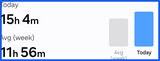 Today
15h 4m
Avg (week)
11h 56m
Avg
(week)
Today